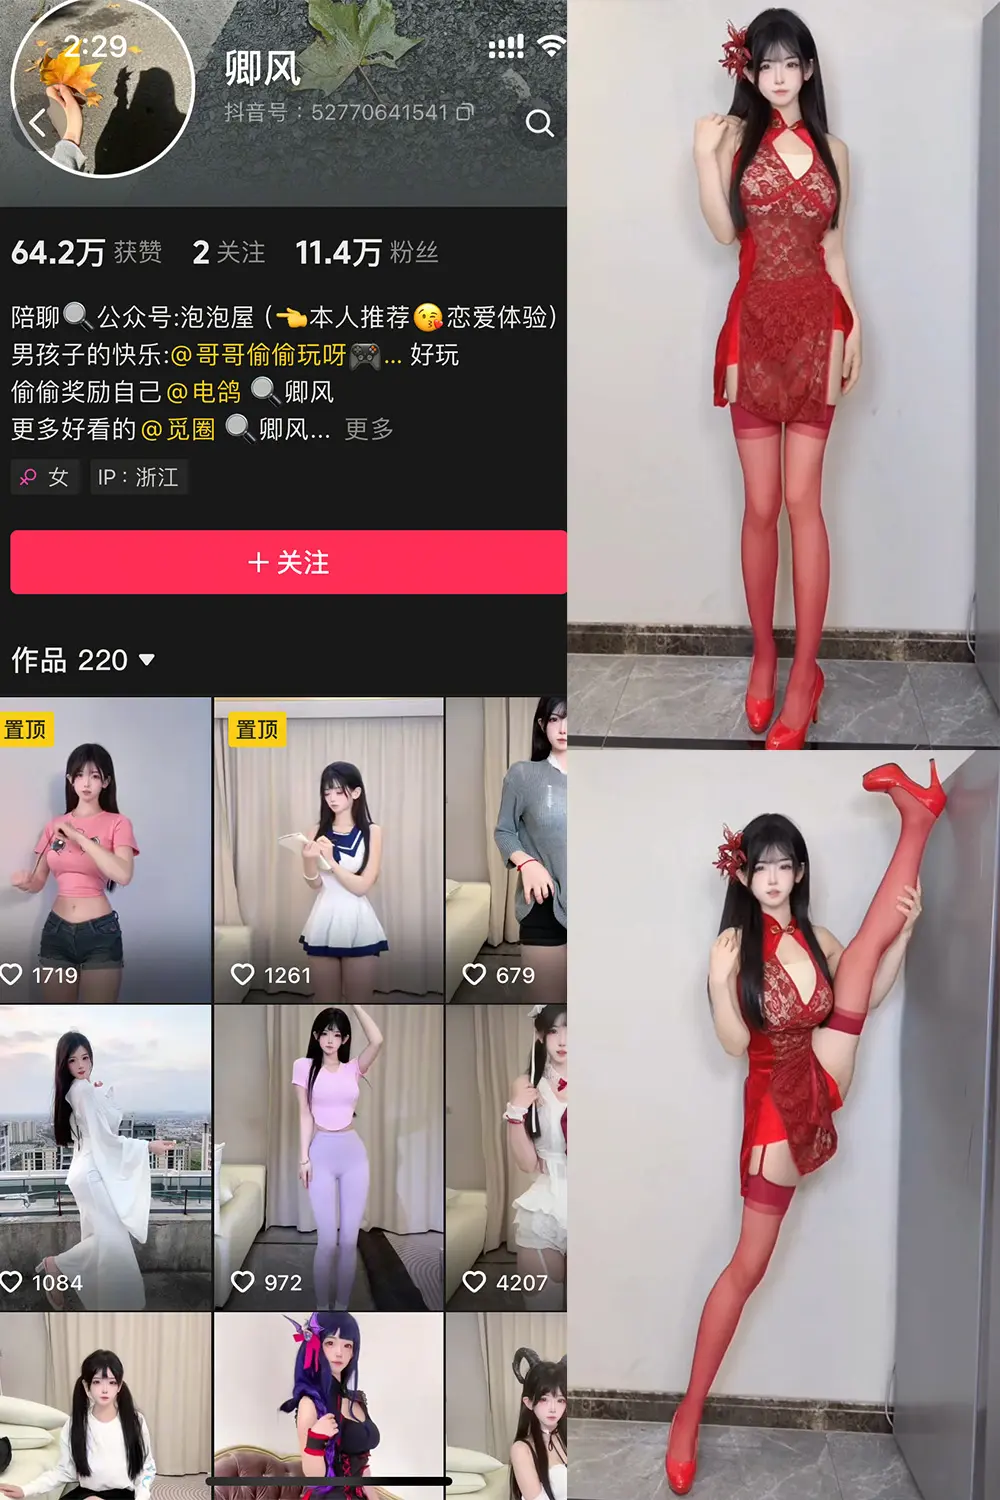 2:29
卿风
抖音号：52770641541
64.2万 获赞 2 关注 11.4万 粉丝
陪聊🔍公众号:泡泡屋 (👈本人推荐😘恋爱体验)
男孩子的快乐:@哥哥偷偷玩呀🎮... 好玩
偷偷奖励自己@电鸽 🔍卿风
更多好看的@觅圈 🔍卿风... 更多
女 IP：浙江
+ 关注
作品 220
置顶 置顶
1719 1261 679
1084 972 4207